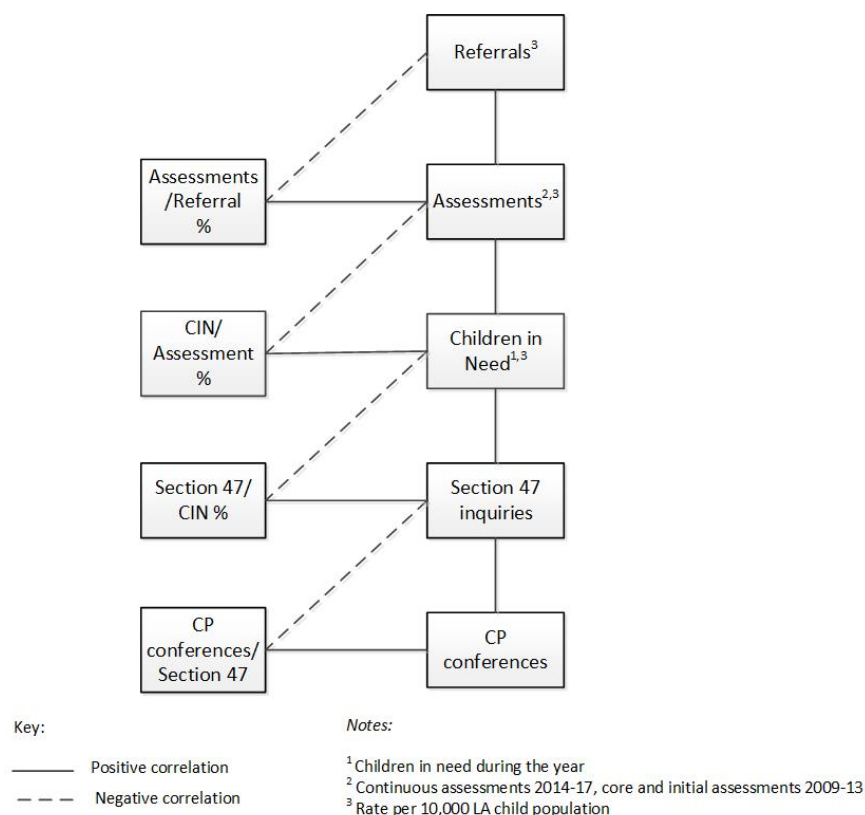 Referrals³
Assessments
/Referral
%
Assessments²,³
CIN/
Assessment
%
Children in
Need¹,³
Section 47/
CIN %
Section 47
inquiries
CP
conferences/
Section 47
CP
conferences
Key:
Positive correlation
Negative correlation
Notes:
¹ Children in need during the year
² Continuous assessments 2014-17, core and initial assessments 2009-13
³ Rate per 10,000 LA child population